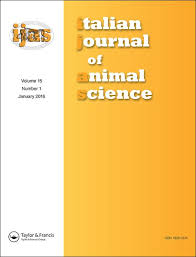 ijas
Volume 15
Number 1
January 2016
italian
journal
of
animal
science
Taylor & Francis